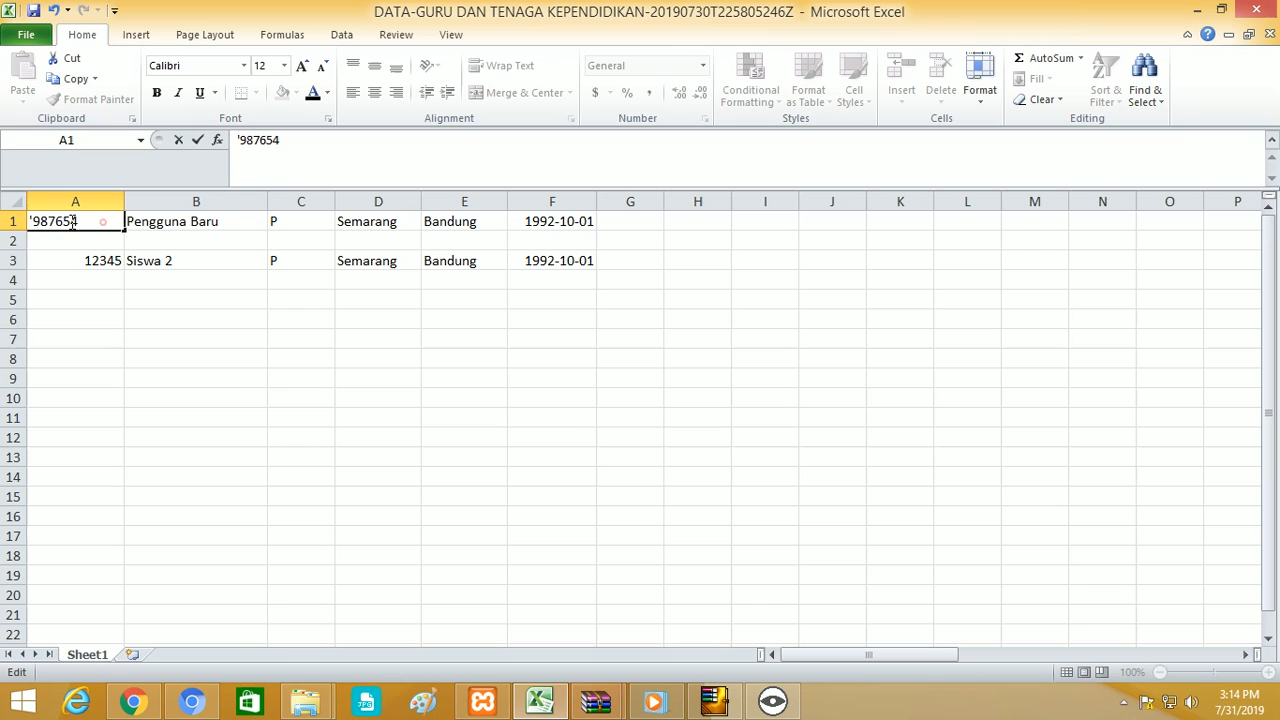 DATA-GURU DAN TENAGA KEPENDIDIKAN-20190730T225805246Z - Microsoft Excel
File Home Insert Page Layout Formulas Data Review View
Cut
Copy
Format Painter
Paste
Clipboard
Calibri 12
B I U A
Font
Wrap Text
Merge & Center
Alignment
General
$ % ,
Number
Conditional Formatting
Format as Table
Cell Styles
Styles
Insert Delete Format
Cells
AutoSum
Fill
Clear
Sort & Filter
Find & Select
Editing
A1 fx '987654
A B C D E F G H I J K L M N O P
1 '987654 Pengguna Baru P Semarang Bandung 1992-10-01
2
3 12345 Siswa 2 P Semarang Bandung 1992-10-01
4
5
6
7
8
9
10
11
12
13
14
15
16
17
18
19
20
21
22
Sheet1
Edit 100%
JPG
3:14 PM
7/31/2019